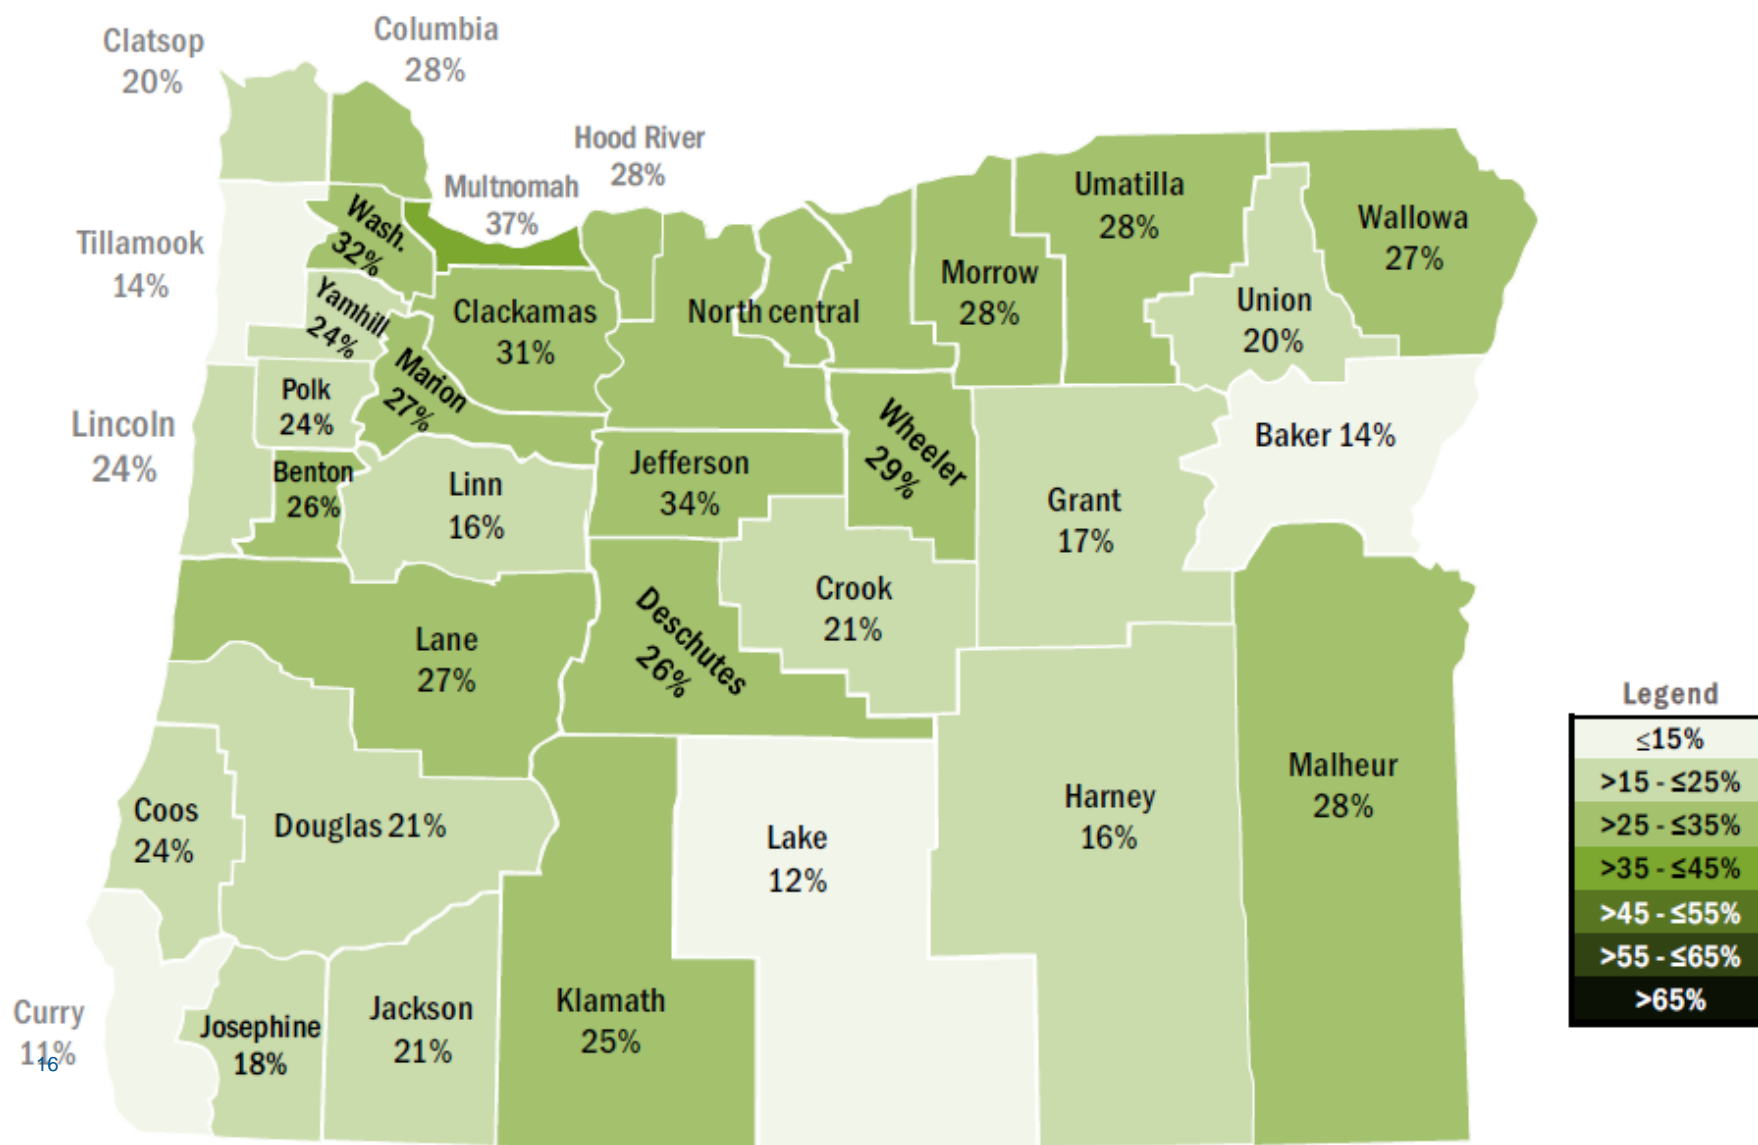 Clatsop
20%
Columbia
28%
Hood River
28%
Multnomah
37%
Tillamook
14%
Wash.
32%
Yamhill
24%
Clackamas
31%
North central
Morrow
28%
Umatilla
28%
Union
20%
Wallowa
27%
Lincoln
24%
Polk
24%
Marion
27%
Benton
26%
Linn
16%
Jefferson
34%
Wheeler
29%
Grant
17%
Baker 14%
Lane
27%
Deschutes
26%
Crook
21%
Coos
24%
Douglas 21%
Lake
12%
Harney
16%
Malheur
28%
Curry
11%
16
Josephine
18%
Jackson
21%
Klamath
25%
Legend
≤15%
>15 - ≤25%
>25 - ≤35%
>35 - ≤45%
>45 - ≤55%
>55 - ≤65%
>65%